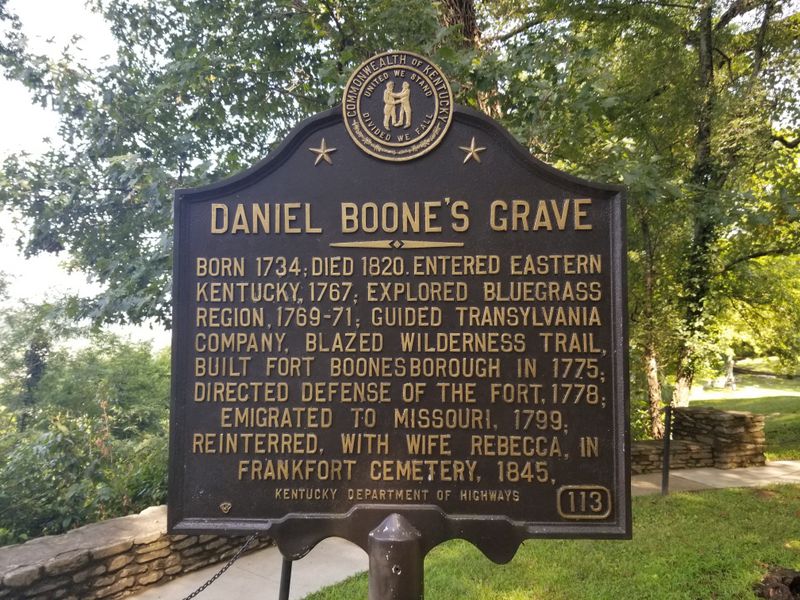 COMMONWEALTH OF KENTUCKY
UNITED WE STAND
DIVIDED WE FALL
DANIEL BOONE'S GRAVE
BORN 1734; DIED 1820. ENTERED EASTERN
KENTUCKY, 1767; EXPLORED BLUEGRASS
REGION, 1769-71; GUIDED TRANSYLVANIA
COMPANY, BLAZED WILDERNESS TRAIL,
BUILT FORT BOONESBOROUGH IN 1775;
DIRECTED DEFENSE OF THE FORT, 1778;
EMIGRATED TO MISSOURI, 1799;
REINTERRED, WITH WIFE REBECCA, IN
FRANKFORT CEMETERY, 1845,
KENTUCKY DEPARTMENT OF HIGHWAYS
113